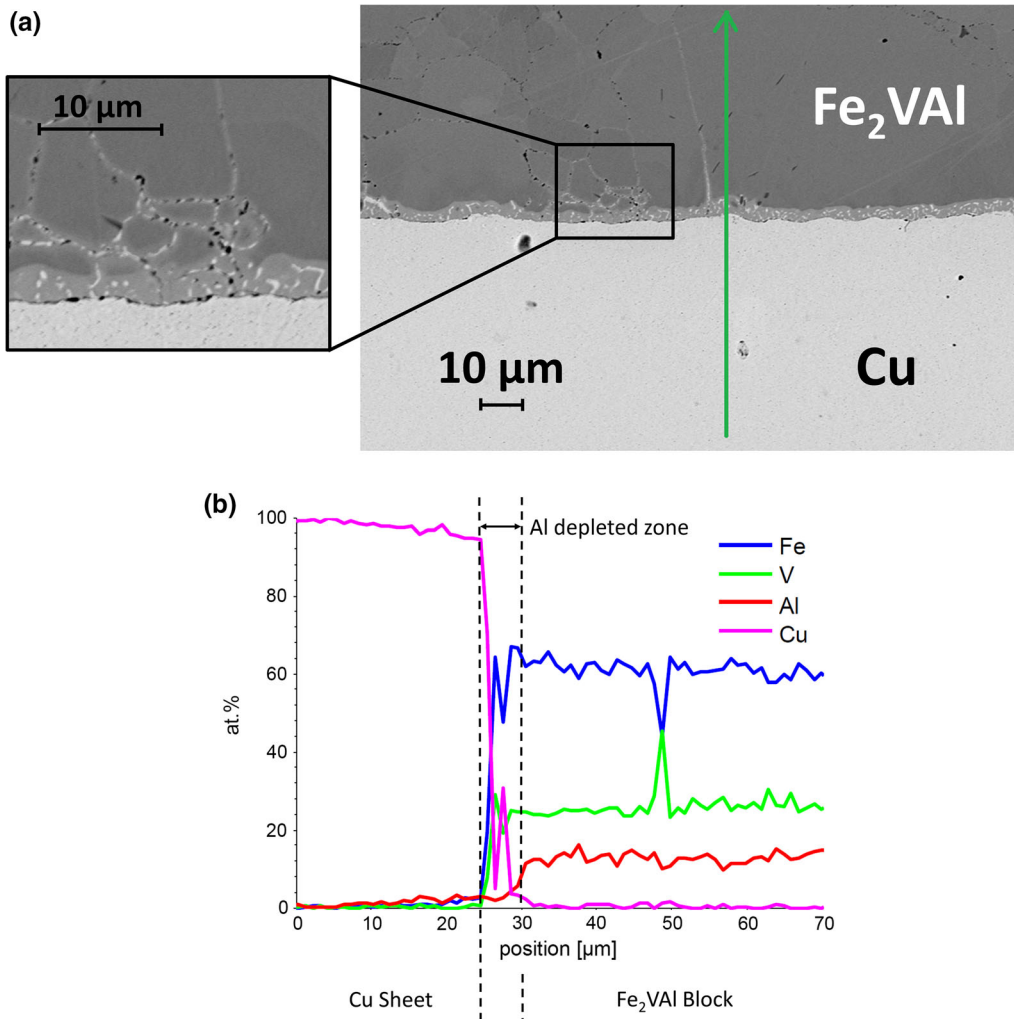 (a)
10 µm
Fe₂VAl
10 µm
Cu
(b)
Al depleted zone
100
80
60
40
20
0
at.%
Fe
V
Al
Cu
0 10 20 30 40 50 60 70
position [µm]
Cu Sheet
Fe₂VAl Block